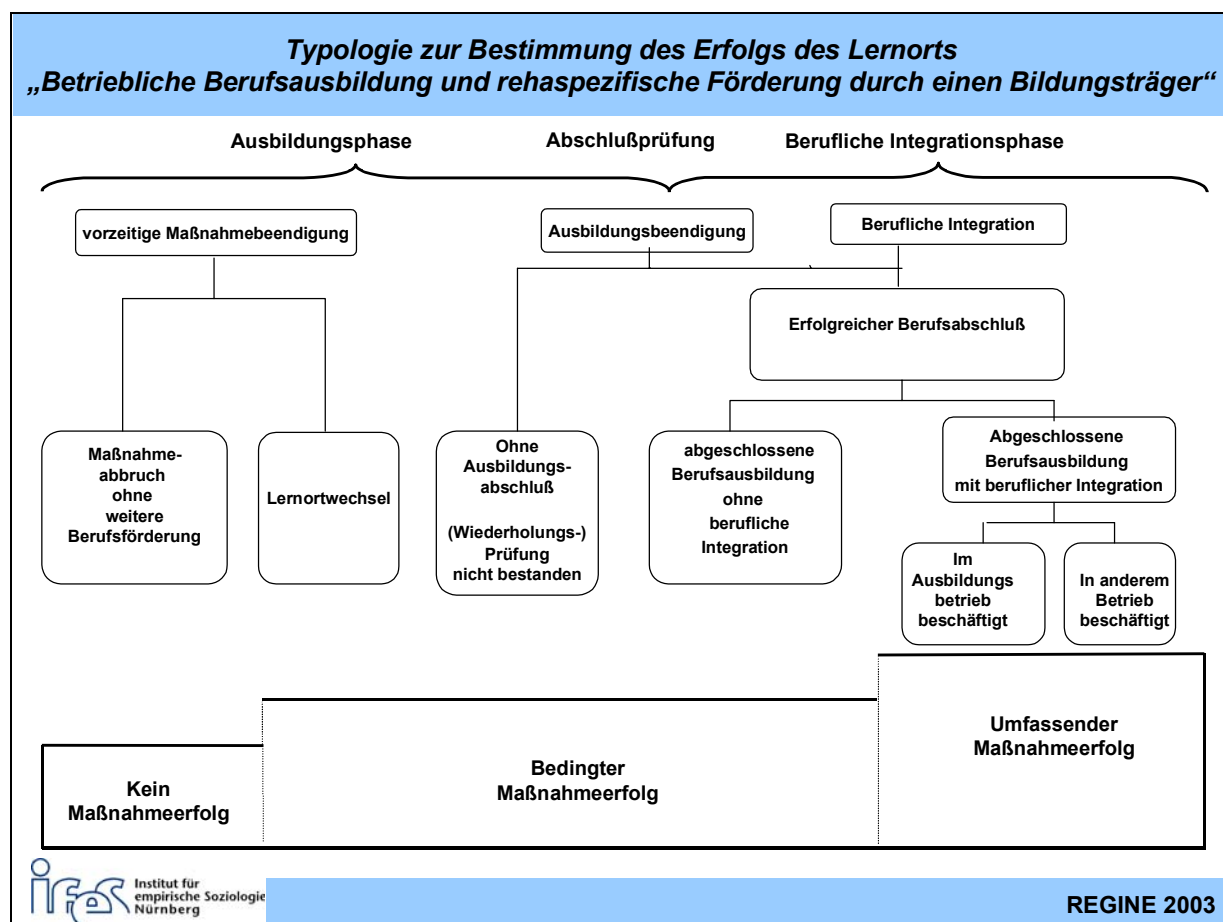 Typologie zur Bestimmung des Erfolgs des Lernorts
„Betriebliche Berufsausbildung und rehaspezifische Förderung durch einen Bildungsträger“
Ausbildungsphase
Abschlußprüfung
Berufliche Integrationsphase
vorzeitige Maßnahmebeendigung
Ausbildungsbeendigung
Berufliche Integration
Erfolgreicher Berufsabschluß
Maßnahme-
abbruch
ohne
weitere
Berufsförderung
Lernortwechsel
Ohne
Ausbildungs-
abschluß
(Wiederholungs-)
Prüfung
nicht bestanden
abgeschlossene
Berufsausbildung
ohne
berufliche
Integration
Abgeschlossene
Berufsausbildung
mit beruflicher Integration
Im
Ausbildungs
betrieb
beschäftigt
In anderem
Betrieb
beschäftigt
Kein
Maßnahmeerfolg
Bedingter
Maßnahmeerfolg
Umfassender
Maßnahmeerfolg
ifes
Institut für
empirische Soziologie
Nürnberg
REGINE 2003